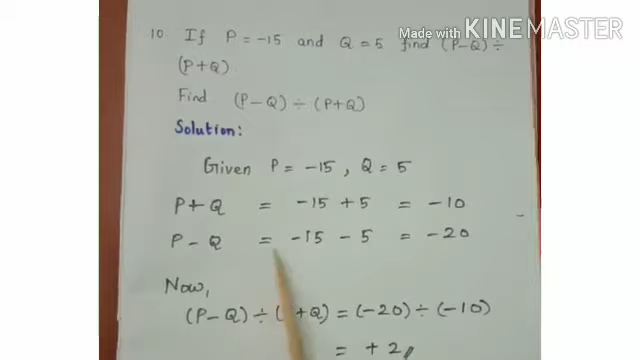 Made with KINEMASTER
10. If P = -15 and Q = 5 find (P-Q) ÷
(P+Q)
Find (P-Q) ÷ (P+Q)
Solution:
Given P = -15, Q = 5
P+Q = -15 + 5 = -10
P-Q = -15 - 5 = -20
Now,
(P-Q) ÷ (+Q) = (-20) ÷ (-10)
= +2